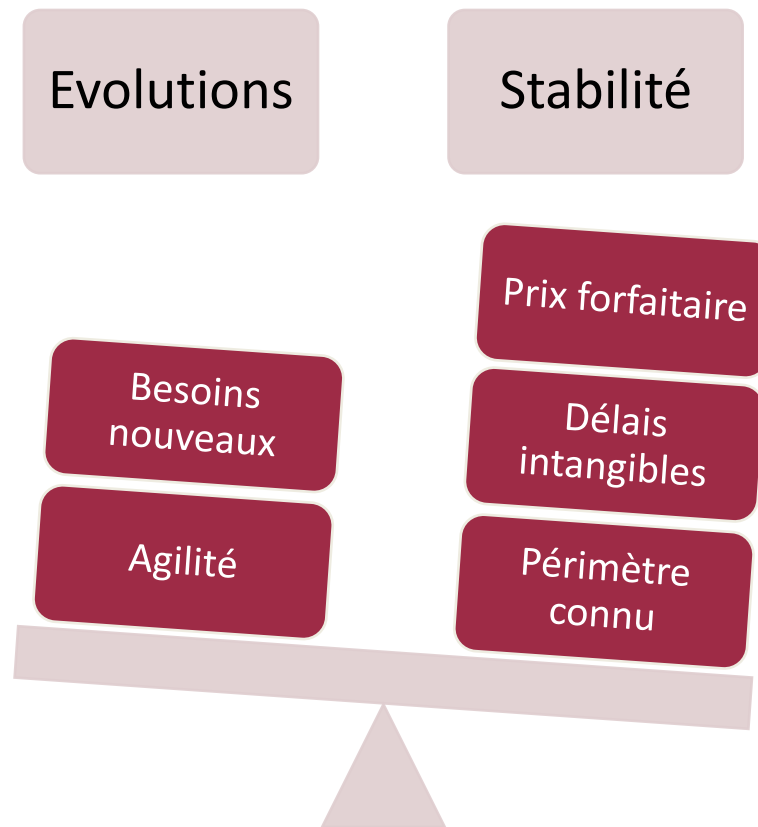 Evolutions
Stabilité
Prix forfaitaire
Besoins
nouveaux
Délais
intangibles
Agilité
Périmètre
connu